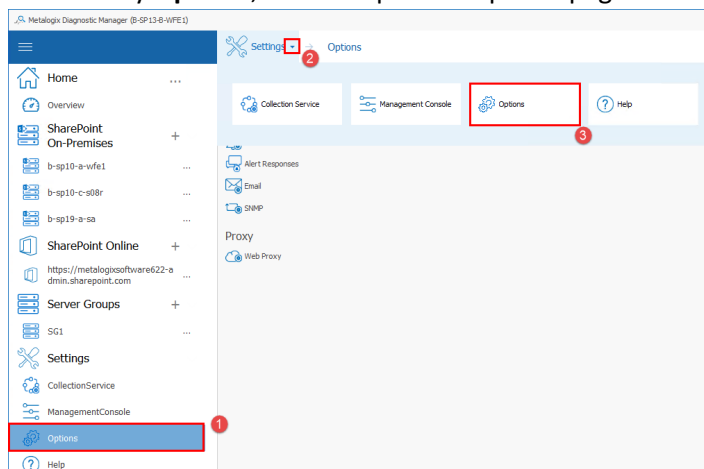 Metalogix Diagnostic Manager (B-SP13-B-WFE1)
Settings
Options
2
Home
...
Overview
Collection Service
Management Console
Options
Help
3
SharePoint
On-Premises
+
b-sp10-a-wfe1
...
b-sp10-c-s08r
...
b-sp19-a-sa
...
Alert Responses
Email
SNMP
Proxy
Web Proxy
SharePoint Online
+
https://metalogixsoftware622-a
dmin.sharepoint.com
...
Server Groups
+
SG1
...
Settings
CollectionService
ManagementConsole
Options
1
Help